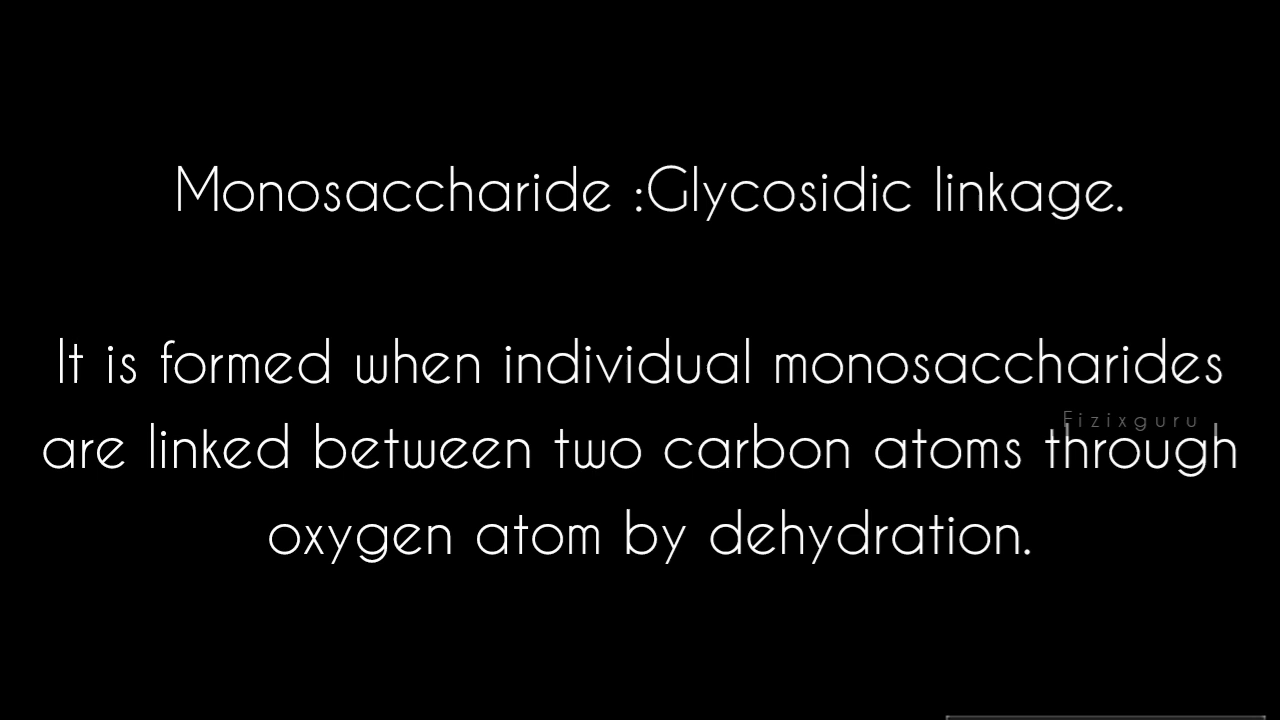 Monosaccharide :Glycosidic linkage.
It is formed when individual monosaccharides
Fizixguru
are linked between two carbon atoms through
oxygen atom by dehydration.